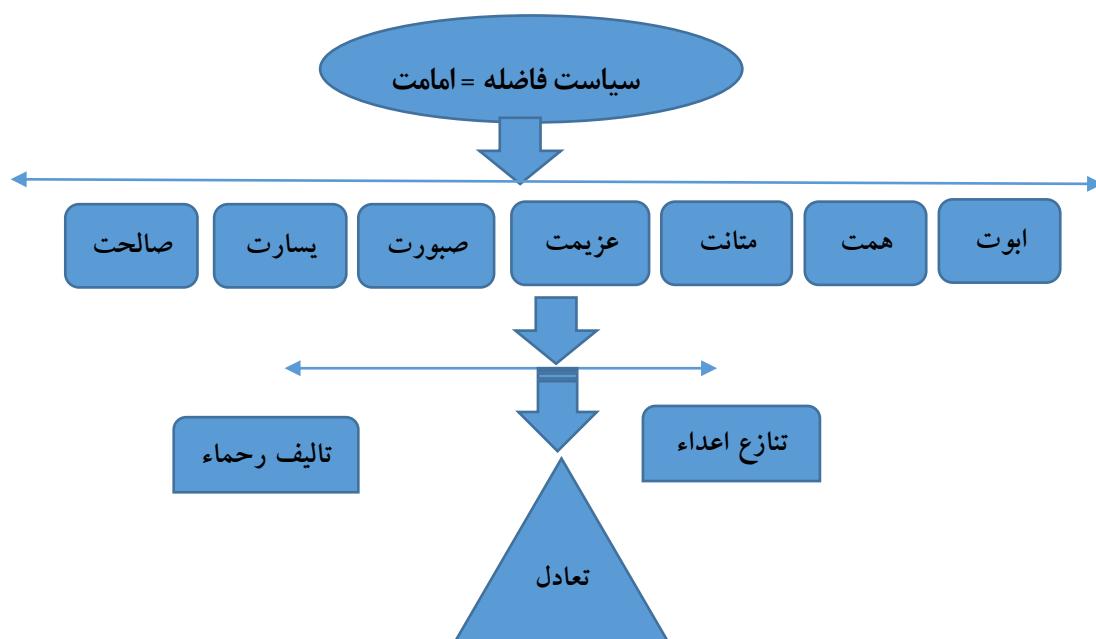 سیاست فاضله = امامت
ابوت
همت
متانت
عزیمت
صبورت
یسارت
صالحت
تنازع اعداء
تالیف رحماء
تعادل